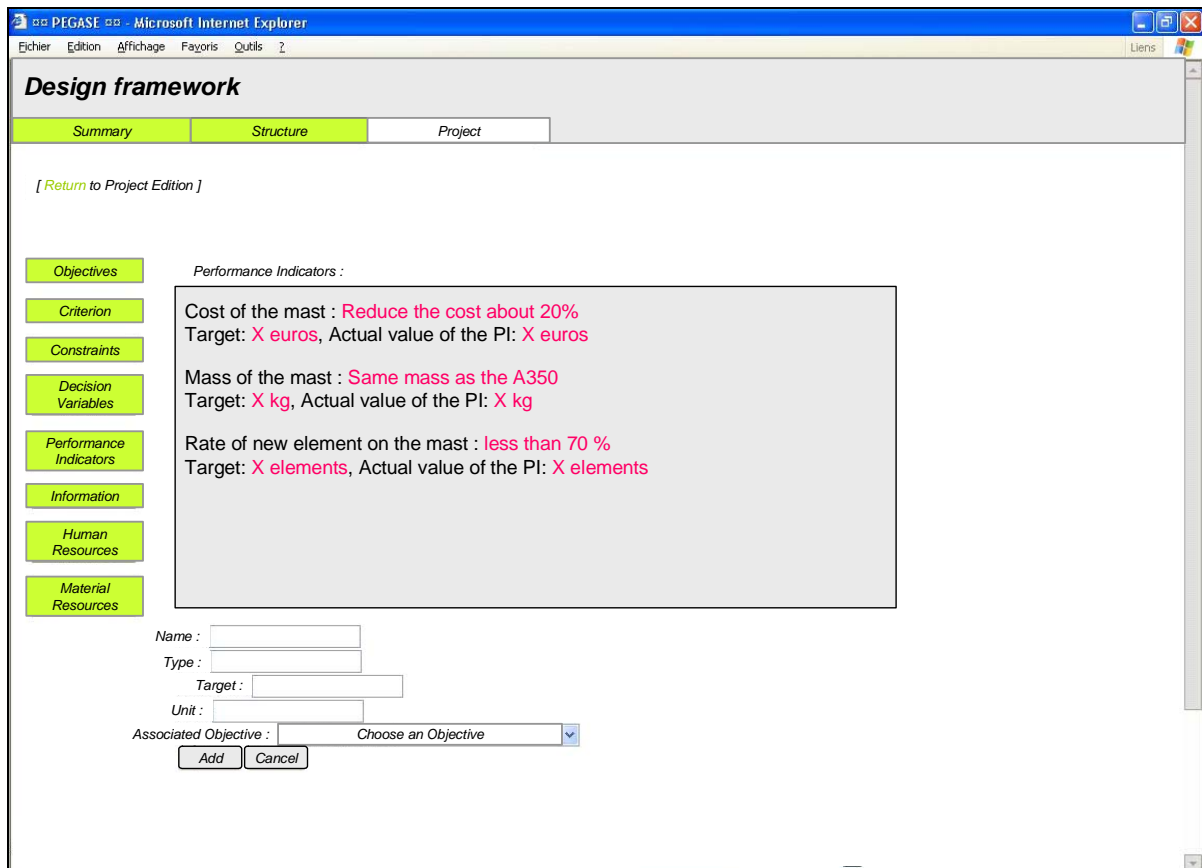 ¤¤ PEGASE ¤¤ - Microsoft Internet Explorer
Fichier Edition Affichage Favoris Outils ?
Liens
Design framework
Summary Structure Project
[ Return to Project Edition ]
Objectives
Performance Indicators :
Criterion
Constraints
Decision
Variables
Performance
Indicators
Information
Human
Resources
Material
Resources
Cost of the mast : Reduce the cost about 20%
Target: X euros, Actual value of the PI: X euros
Mass of the mast : Same mass as the A350
Target: X kg, Actual value of the PI: X kg
Rate of new element on the mast : less than 70 %
Target: X elements, Actual value of the PI: X elements
Name :
Type :
Target :
Unit :
Associated Objective : Choose an Objective
Add Cancel